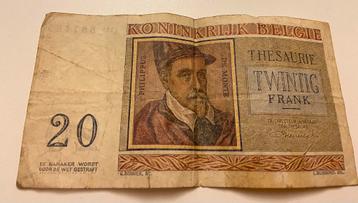 KONINKRIJK BELGIE
THESAURIE
TWINTIG
FRANK
PHILIPPUS
DE MONTE
20
DE NAMAKER WORDT
DOOR DE WET GESTRAFT